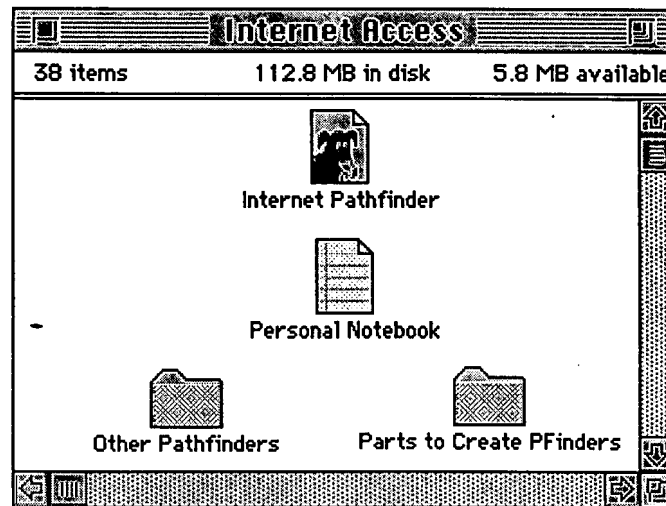 Internet Access
38 items 112.8 MB in disk 5.8 MB available
Internet Pathfinder
Personal Notebook
Other Pathfinders Parts to Create PFinders